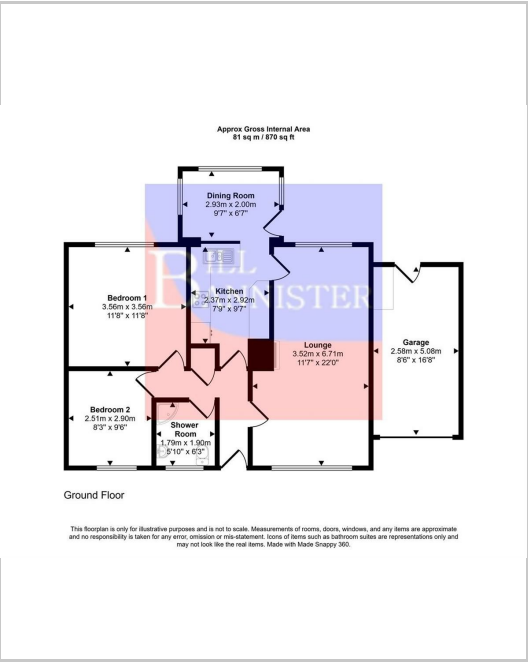 Approx Gross Internal Area
81 sq m / 870 sq ft
Dining Room
2.93m x 2.00m
9'7" x 6'7"
BILL
BANNISTER
Bedroom 1
3.56m x 3.56m
11'8" x 11'8"
Kitchen
2.37m x 2.92m
7'9" x 9'7"
Lounge
3.52m x 6.71m
11'7" x 22'0"
Garage
2.58m x 5.08m
8'6" x 16'8"
Bedroom 2
2.51m x 2.90m
8'3" x 9'6"
Shower
Room
1.79m x 1.90m
5'10" x 6'3"
Ground Floor
This floorplan is only for illustrative purposes and is not to scale. Measurements of rooms, doors, windows, and any items are approximate
and no responsibility is taken for any error, omission or mis-statement. Icons of items such as bathroom suites are representations only and
may not look like the real items. Made with Made Snappy 360.